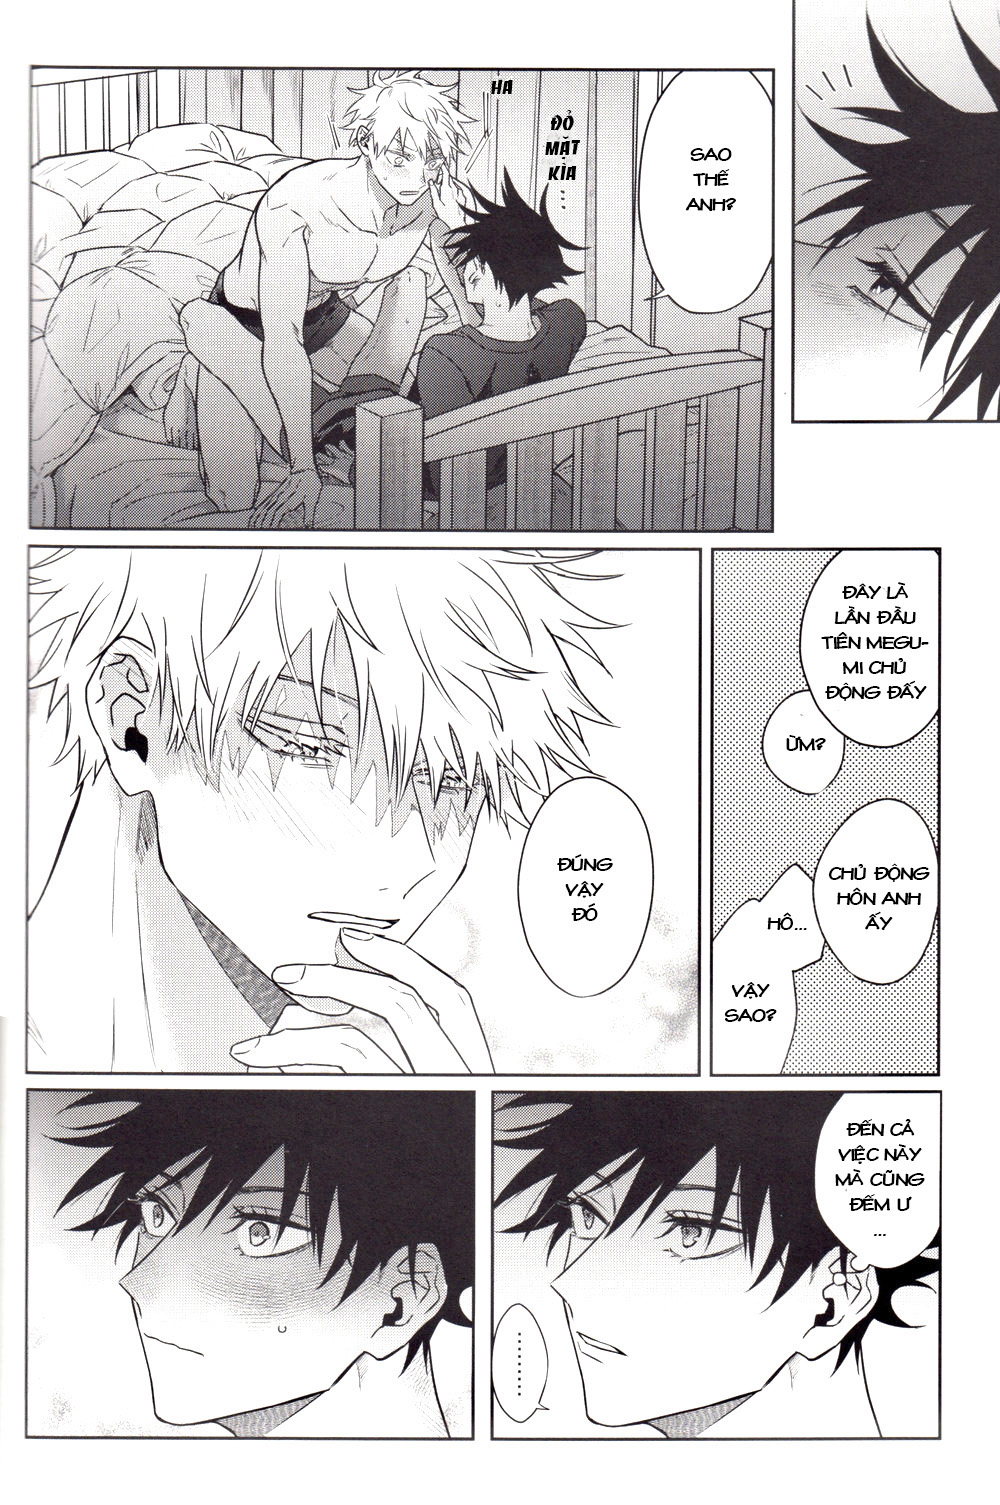 SAO
THẾ
ANH?
HA
ĐỎ
MẶT
KÌA
...
ĐÂY LÀ
LẦN ĐẦU
TIÊN MEGU-
MI CHỦ
ĐỘNG ĐẤY
ỪM?
CHỦ ĐỘNG
HÔN ANH
ẤY
HÔ...
VẬY
SAO?
ĐÚNG
VẬY
ĐÓ
ĐẾN CẢ
VIỆC NÀY
MÀ CŨNG
ĐẾM Ư
...
.........